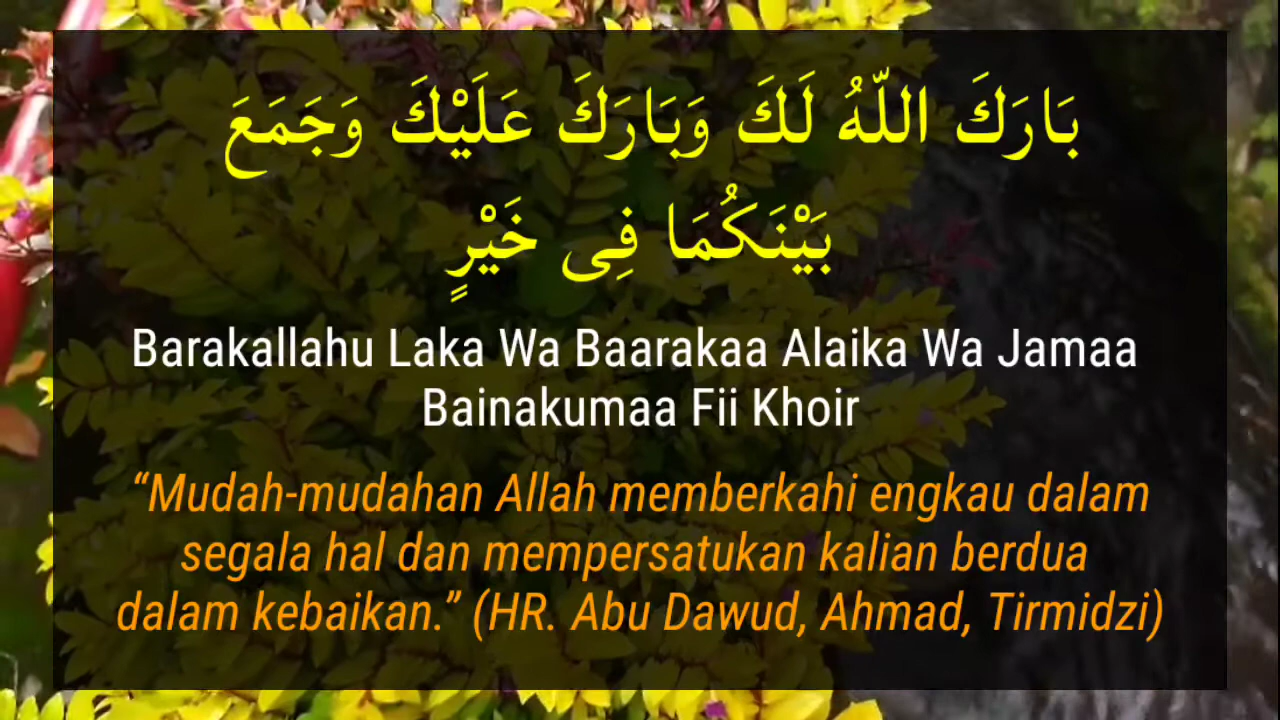 بَارَكَ اللّهُ لَكَ وَبَارَكَ عَلَيْكَ وَجَمَعَ
بَيْنَكُمَا فِى خَيْرٍ
Barakallahu Laka Wa Baarakaa Alaika Wa Jamaa
Bainakumaa Fii Khoir
“Mudah-mudahan Allah memberkahi engkau dalam
segala hal dan mempersatukan kalian berdua
dalam kebaikan.” (HR. Abu Dawud, Ahmad, Tirmidzi)